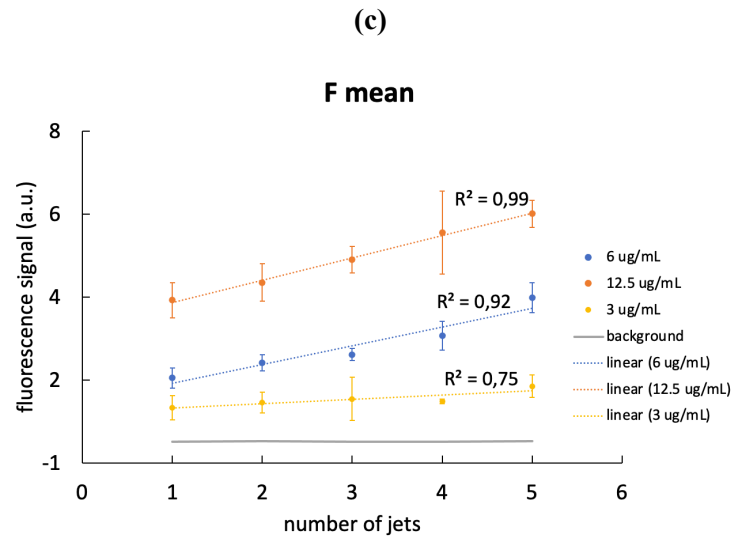 (c)
F mean
fluorescence signal (a.u.)
8
6
4
2
-1
0
1
2
3
4
5
6
number of jets
R² = 0,99
R² = 0,92
R² = 0,75
6 ug/mL
12.5 ug/mL
3 ug/mL
background
linear (6 ug/mL)
linear (12.5 ug/mL)
linear (3 ug/mL)